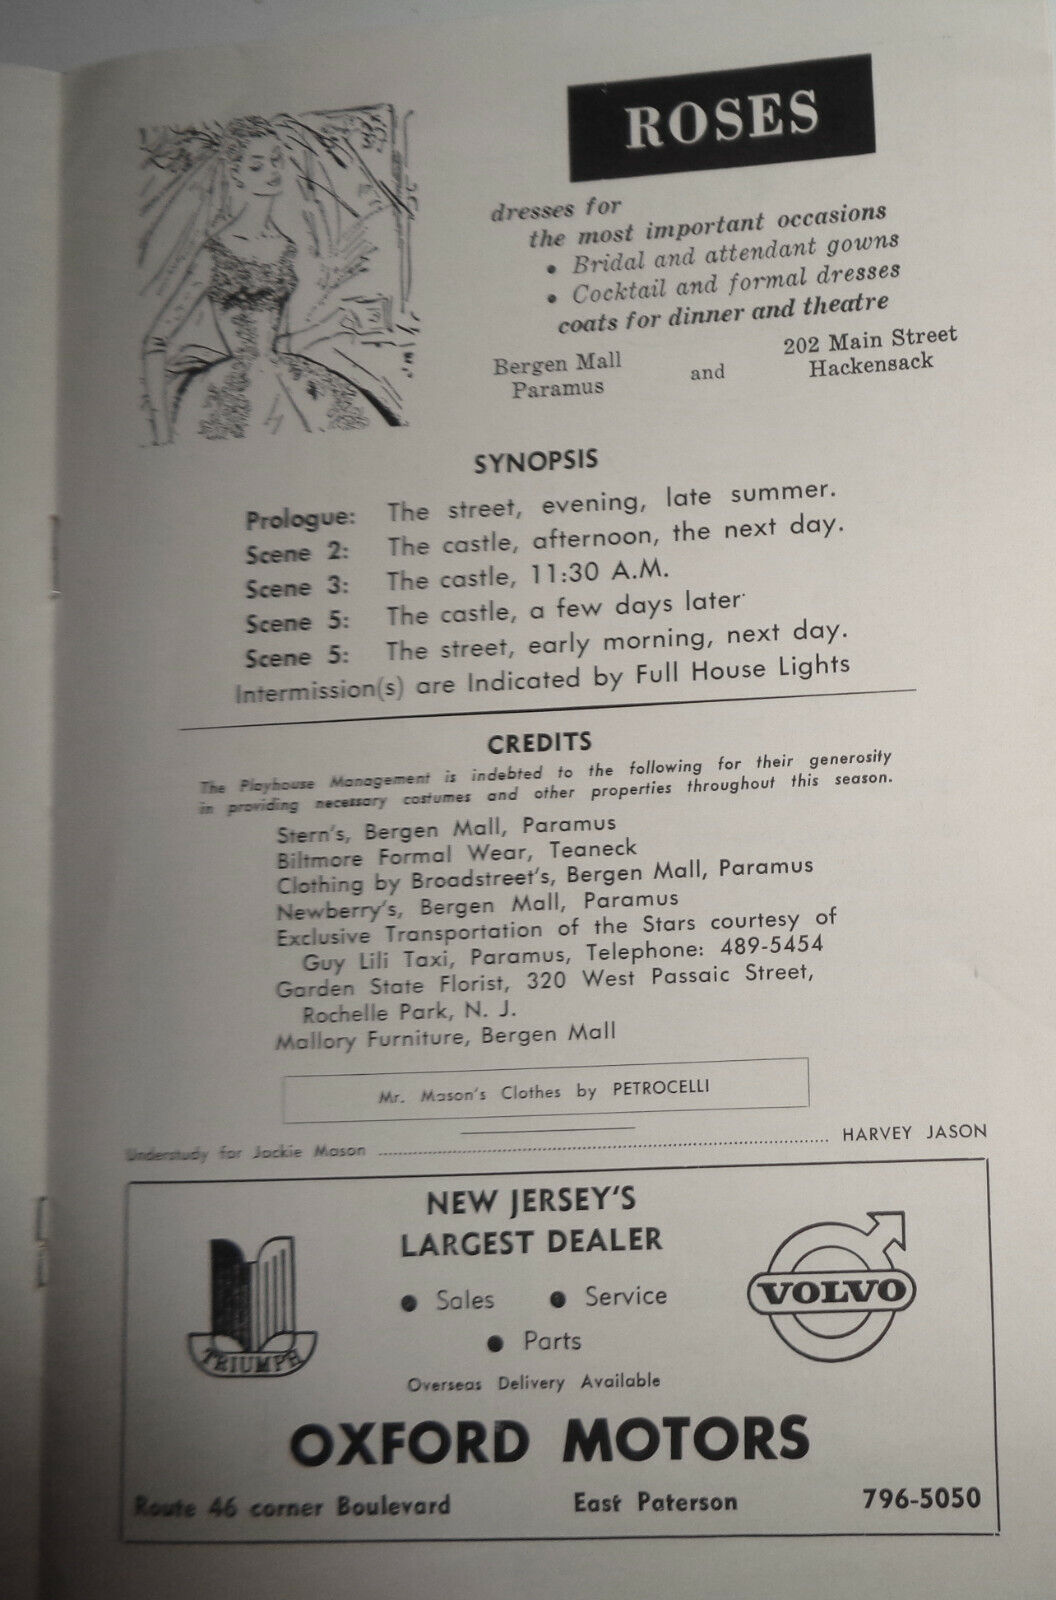 ROSES
dresses for
the most important occasions
• Bridal and attendant gowns
• Cocktail and formal dresses
coats for dinner and theatre
Bergen Mall
Paramus
and
202 Main Street
Hackensack
SYNOPSIS
Prologue: The street, evening, late summer.
Scene 2: The castle, afternoon, the next day.
Scene 3: The castle, 11:30 A.M.
Scene 5: The castle, a few days later
Scene 5: The street, early morning, next day.
Intermission(s) are Indicated by Full House Lights
CREDITS
The Playhouse Management is indebted to the following for their generosity
in providing necessary costumes and other properties throughout this season.
Stern's, Bergen Mall, Paramus
Biltmore Formal Wear, Teaneck
Clothing by Broadstreet's, Bergen Mall, Paramus
Newberry's, Bergen Mall, Paramus
Exclusive Transportation of the Stars courtesy of
Guy Lili Taxi, Paramus, Telephone: 489-5454
Garden State Florist, 320 West Passaic Street,
Rochelle Park, N. J.
Mallory Furniture, Bergen Mall
Mr. Mason's Clothes by PETROCELLI
Understudy for Jackie Mason ........ HARVEY JASON
NEW JERSEY'S
LARGEST DEALER
• Sales • Service
• Parts
Overseas Delivery Available
TRIUMPH
VOLVO
OXFORD MOTORS
Route 46 corner Boulevard East Paterson 796-5050